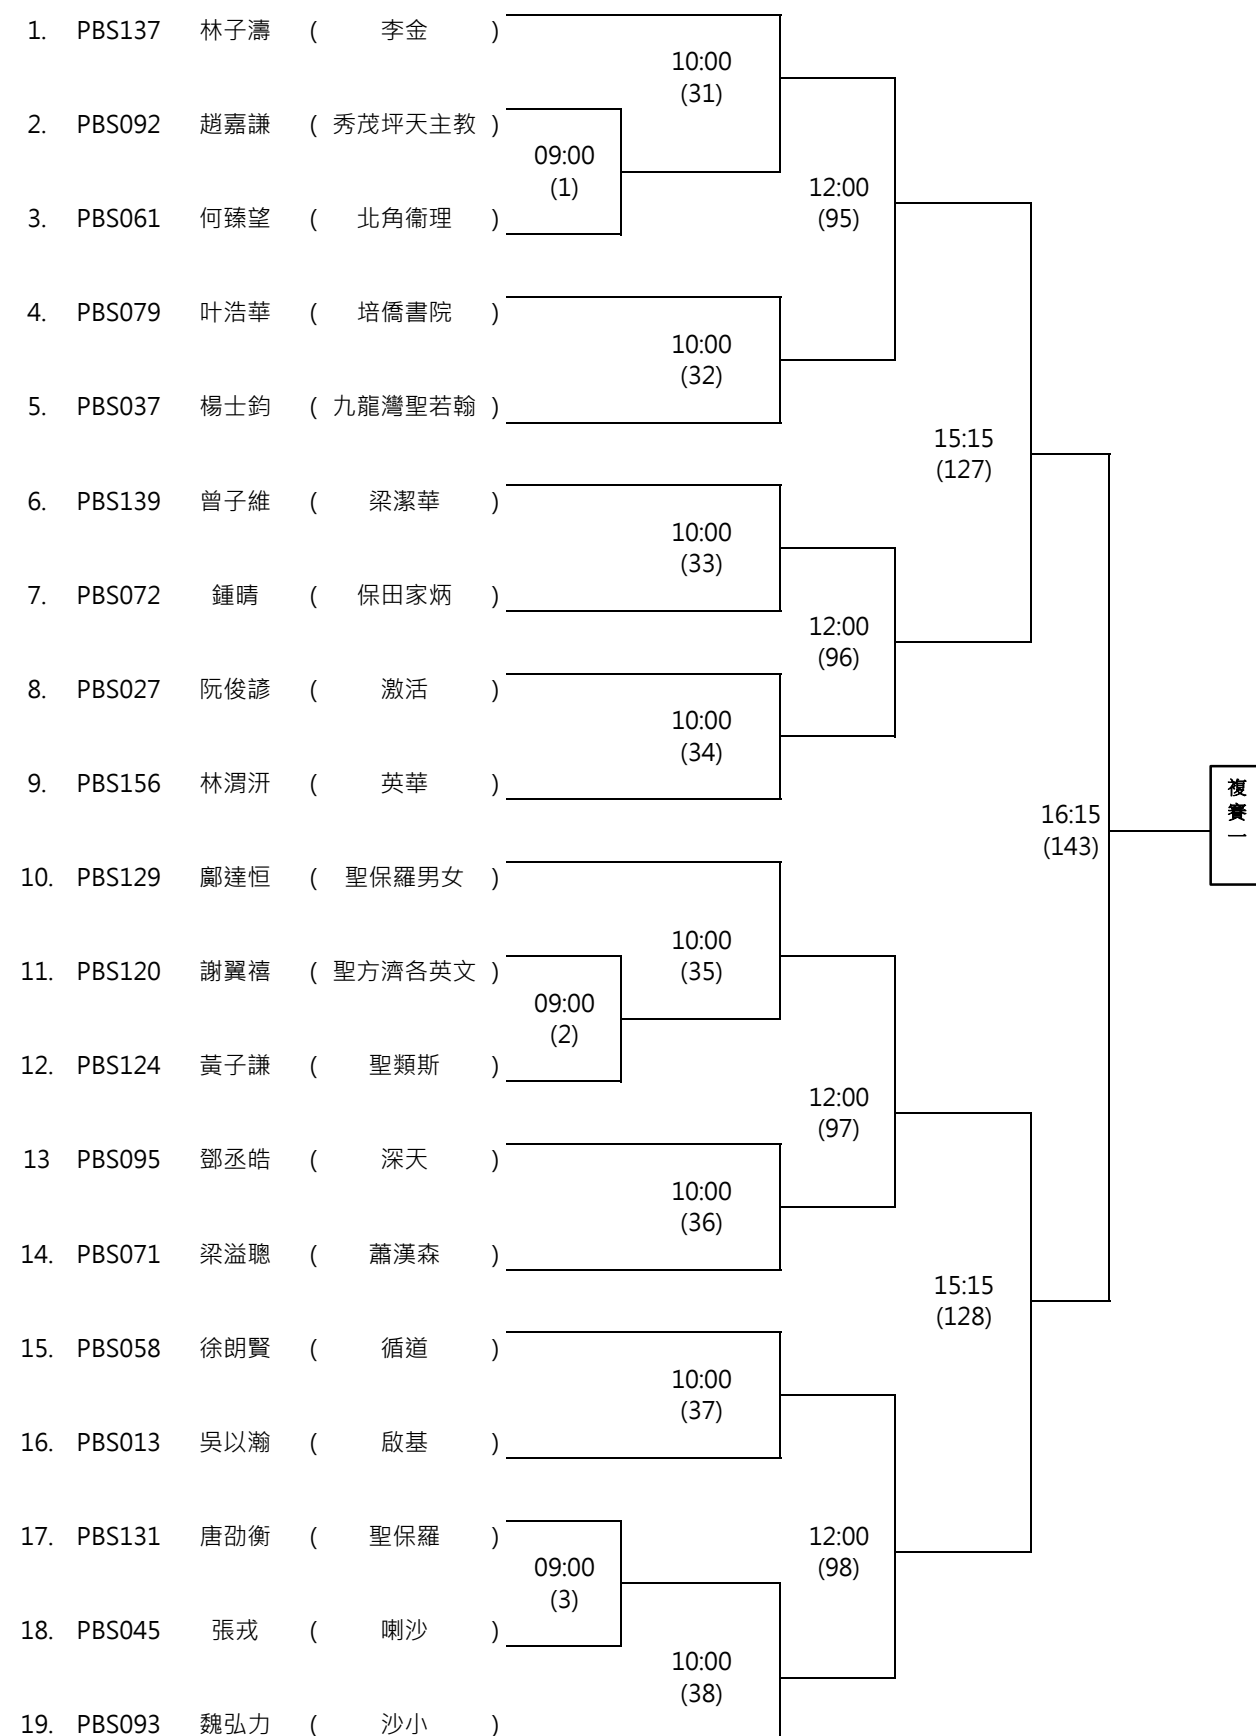 1. PBS137 林子濤 ( 李金 )
10:00
(31)
2. PBS092 趙嘉謙 ( 秀茂坪天主教 )
09:00
(1)
12:00
(95)
3. PBS061 何臻望 ( 北角衞理 )
4. PBS079 叶浩華 ( 培僑書院 )
10:00
(32)
5. PBS037 楊士鈞 ( 九龍灣聖若翰 )
15:15
(127)
6. PBS139 曾子維 ( 梁潔華 )
10:00
(33)
7. PBS072 鍾晴 ( 保田家炳 )
12:00
(96)
8. PBS027 阮俊諺 ( 激活 )
10:00
(34)
9. PBS156 林渭汧 ( 英華 )
複賽一
16:15
(143)
10. PBS129 鄺達恒 ( 聖保羅男女 )
10:00
(35)
11. PBS120 謝翼禧 ( 聖方濟各英文 )
09:00
(2)
12. PBS124 黃子謙 ( 聖類斯 )
12:00
(97)
13 PBS095 鄧丞皓 ( 深天 )
10:00
(36)
14. PBS071 梁溢聰 ( 蕭漢森 )
15:15
(128)
15. PBS058 徐朗賢 ( 循道 )
10:00
(37)
16. PBS013 吳以瀚 ( 啟基 )
17. PBS131 唐劭衡 ( 聖保羅 )
12:00
(98)
09:00
(3)
18. PBS045 張戎 ( 喇沙 )
10:00
(38)
19. PBS093 魏弘力 ( 沙小 )